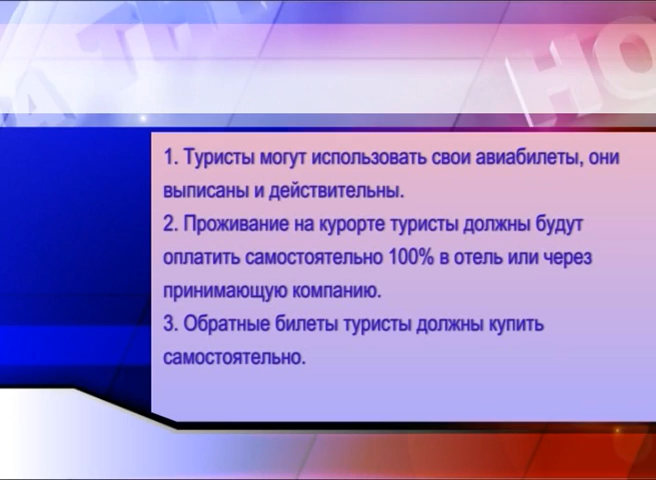 1. Туристы могут использовать свои авиабилеты, они
выписаны и действительны.
2. Проживание на курорте туристы должны будут
оплатить самостоятельно 100% в отель или через
принимающую компанию.
3. Обратные билеты туристы должны купить
самостоятельно.